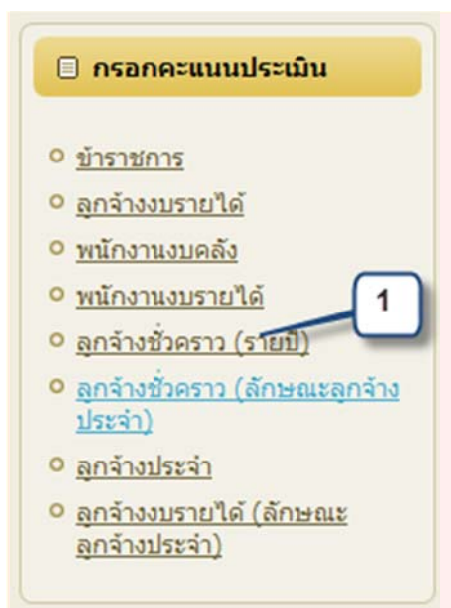 กรอกคะแนนประเมิน
ข้าราชการ
ลูกจ้างงบรายได้
พนักงานงบคลัง
พนักงานงบรายได้
1
ลูกจ้างชั่วคราว (รายปี)
ลูกจ้างชั่วคราว (ลักษณะลูกจ้าง
ประจำ)
ลูกจ้างประจำ
ลูกจ้างงบรายได้ (ลักษณะ
ลูกจ้างประจำ)